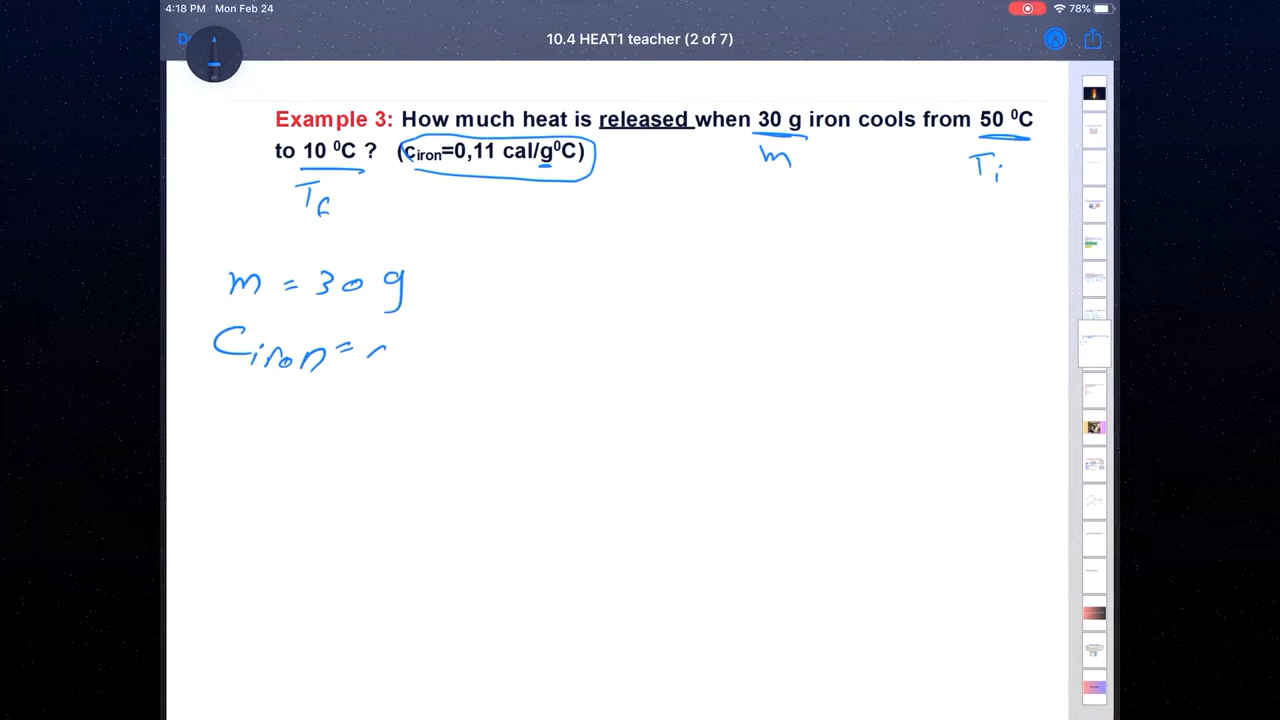 4:18 PM Mon Feb 24
78%
10.4 HEAT1 teacher (2 of 7)
Example 3: How much heat is released when 30 g iron cools from 50 ⁰C
to 10 ⁰C ? (ciron=0,11 cal/g⁰C)
m
Ti
Tf
m = 30 g
Ciron =